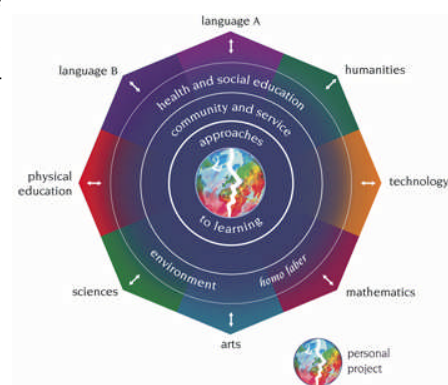 language A
language B
humanities
health and social education
community and service
approaches
physical
education
technology
to learning
environment
homo faber
sciences
mathematics
arts
personal
project